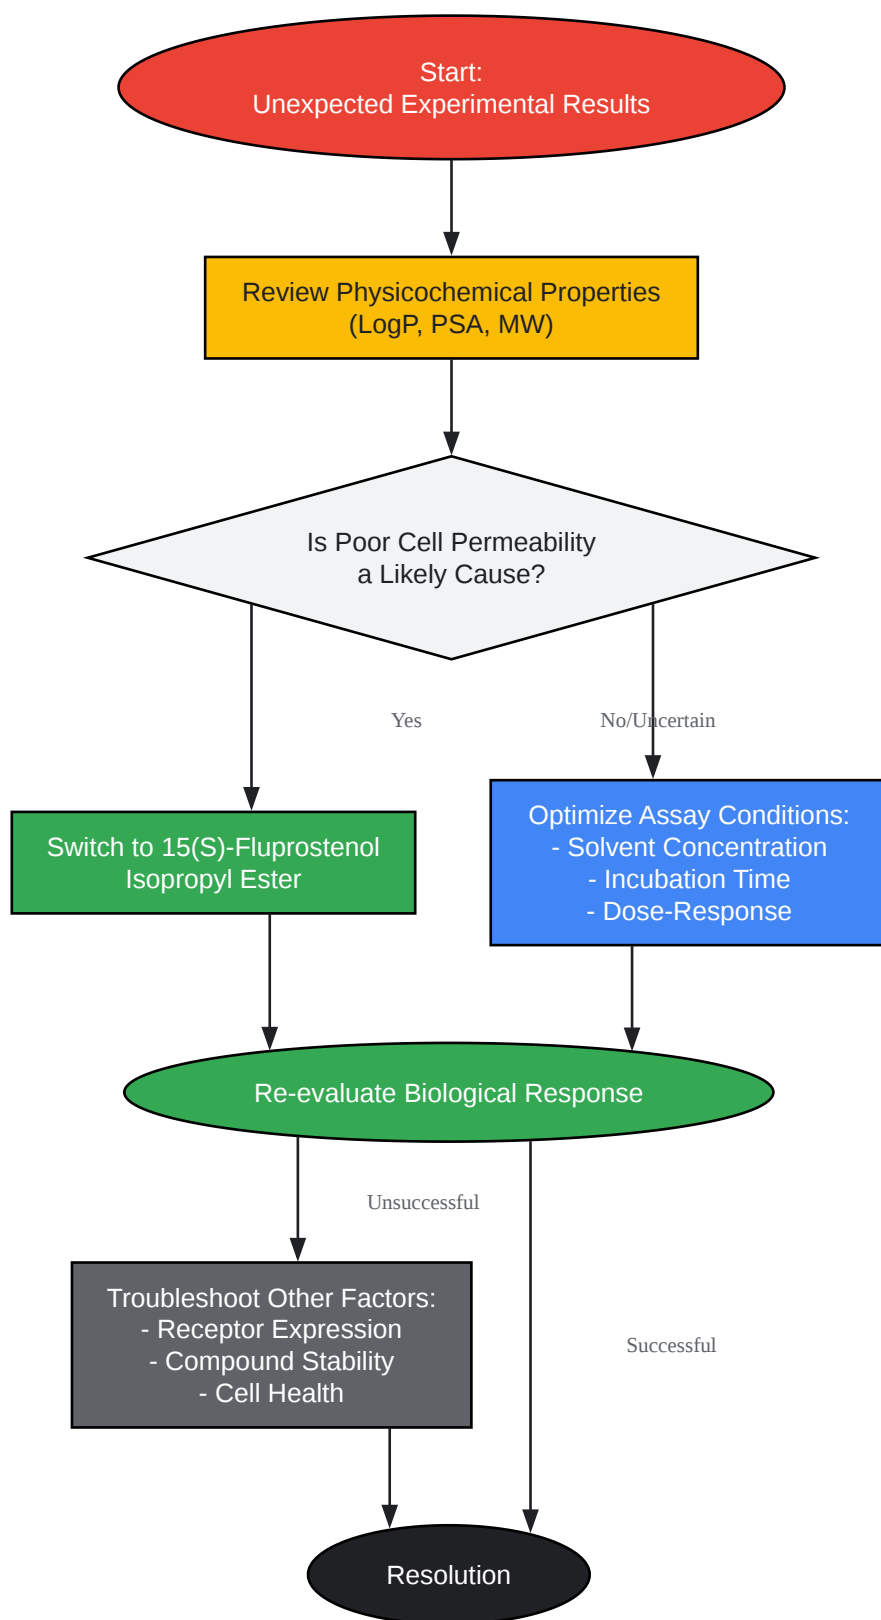 Start:
Unexpected Experimental Results
Review Physicochemical Properties
(LogP, PSA, MW)
Is Poor Cell Permeability
a Likely Cause?
Yes
No/Uncertain
Switch to 15(S)-Fluprostenol
Isopropyl Ester
Optimize Assay Conditions:
- Solvent Concentration
- Incubation Time
- Dose-Response
Re-evaluate Biological Response
Unsuccessful
Troubleshoot Other Factors:
- Receptor Expression
- Compound Stability
- Cell Health
Successful
Resolution